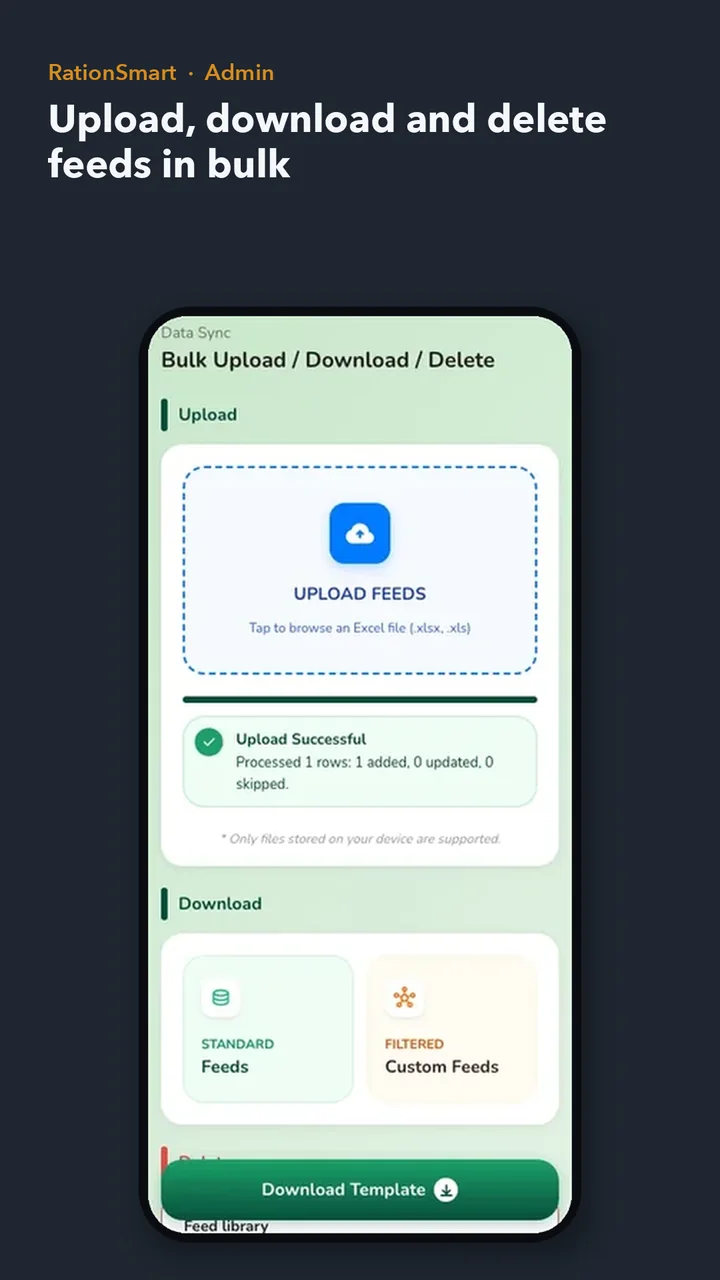 RationSmart · Admin
Upload, download and delete
feeds in bulk
Data Sync
Bulk Upload / Download / Delete
Upload
UPLOAD FEEDS
Tap to browse an Excel file (.xlsx, .xls)
Upload Successful
Processed 1 rows: 1 added, 0 updated, 0
skipped.
* Only files stored on your device are supported.
Download
STANDARD
Feeds
FILTERED
Custom Feeds
Download Template
Feed library